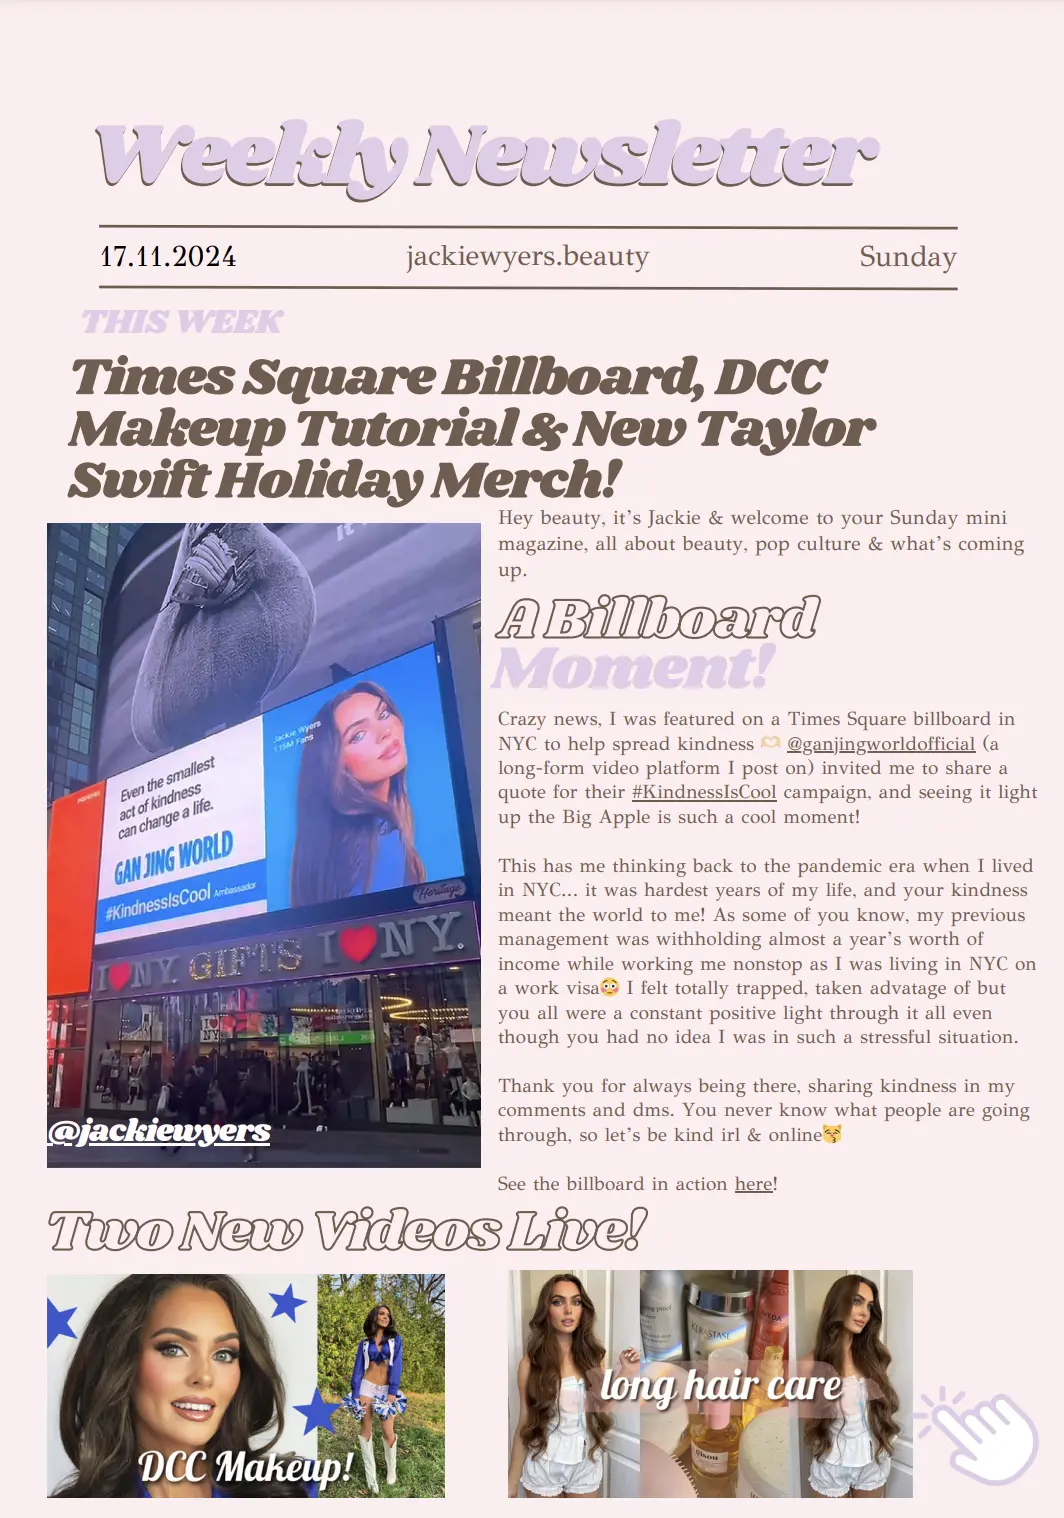 Weekly Newsletter
17.11.2024 jackiewyers.beauty Sunday
THIS WEEK
Times Square Billboard, DCC
Makeup Tutorial & New Taylor
Swift Holiday Merch!
Hey beauty, it's Jackie & welcome to your Sunday mini
magazine, all about beauty, pop culture & what's coming
up.
A Billboard
Moment!
Crazy news, I was featured on a Times Square billboard in
NYC to help spread kindness 🫶🏻 @ganjingworldofficial (a
long-form video platform I post on) invited me to share a
quote for their #KindnessIsCool campaign, and seeing it light
up the Big Apple is such a cool moment!
This has me thinking back to the pandemic era when I lived
in NYC... it was hardest years of my life, and your kindness
meant the world to me! As some of you know, my previous
management was withholding almost a year's worth of
income while working me nonstop as I was living in NYC on
a work visa😳 I felt totally trapped, taken advatage of but
you all were a constant positive light through it all even
though you had no idea I was in such a stressful situation.
Thank you for always being there, sharing kindness in my
comments and dms. You never know what people are going
through, so let's be kind irl & online😽
See the billboard in action here!
it
Jackie Wyers
1.15M Fans
Even the smallest
act of kindness
can change a life.
GAN JING WORLD
#KindnessIsCool Ambassador
Heritage
I ❤ NY. GIFTS I ❤ NY.
I ❤
NY
@jackiewyers
Two New Videos Live!
DCC Makeup!
KERASTASE
gisou
long hair care